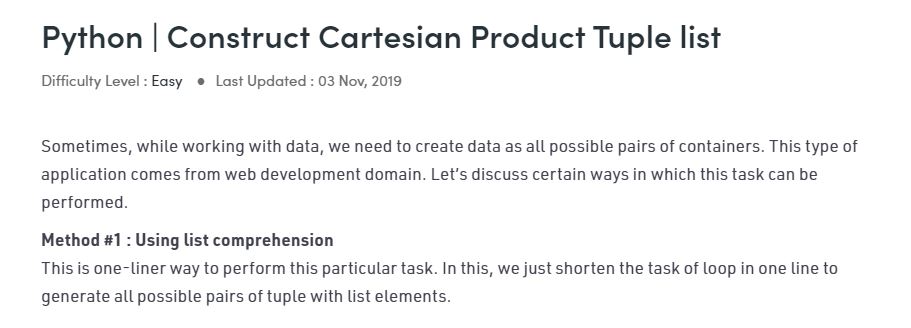 Python | Construct Cartesian Product Tuple list
Difficulty Level : Easy ● Last Updated : 03 Nov, 2019
Sometimes, while working with data, we need to create data as all possible pairs of containers. This type of
application comes from web development domain. Let’s discuss certain ways in which this task can be
performed.
Method #1 : Using list comprehension
This is one-liner way to perform this particular task. In this, we just shorten the task of loop in one line to
generate all possible pairs of tuple with list elements.